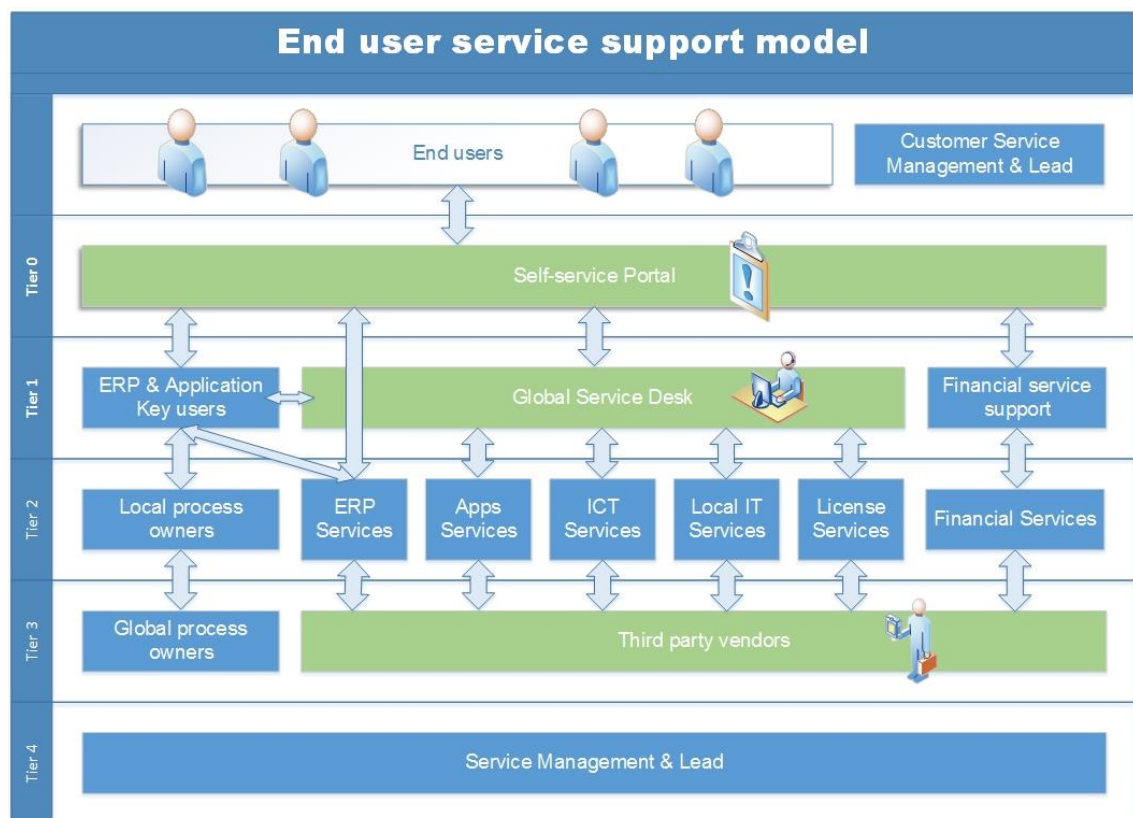 End user service support model
End users
Customer Service
Management & Lead
Tier 0
Self-service Portal
Tier 1
ERP & Application
Key users
Global Service Desk
Financial service
support
Tier 2
Local process
owners
ERP
Services
Apps
Services
ICT
Services
Local IT
Services
License
Services
Financial Services
Tier 3
Global process
owners
Third party vendors
Tier 4
Service Management & Lead